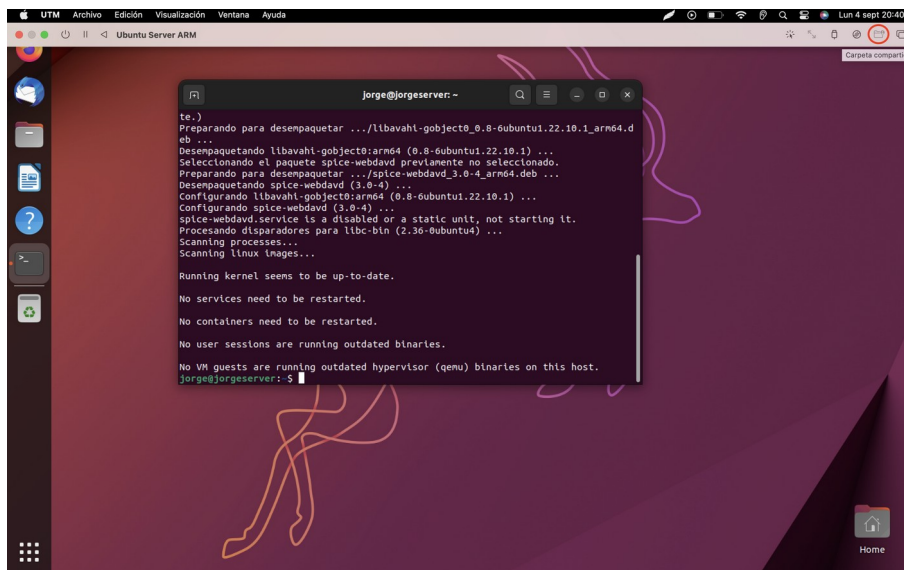 UTM Archivo Edición Visualización Ventana Ayuda
Lun 4 sept 20:40
Ubuntu Server ARM
Carpeta comparti
jorge@jorgeserver: ~
te.)
Preparando para desempaquetar .../libavahi-gobject0_0.8-6ubuntu1.22.10.1_arm64.d
eb ...
Desempaquetando libavahi-gobject0:arm64 (0.8-6ubuntu1.22.10.1) ...
Seleccionando el paquete spice-webdavd previamente no seleccionado.
Preparando para desempaquetar .../spice-webdavd_3.0-4_arm64.deb ...
Desempaquetando spice-webdavd (3.0-4) ...
Configurando libavahi-gobject0:arm64 (0.8-6ubuntu1.22.10.1) ...
Configurando spice-webdavd (3.0-4) ...
spice-webdavd.service is a disabled or a static unit, not starting it.
Procesando disparadores para libc-bin (2.36-0ubuntu4) ...
Scanning processes...
Scanning linux images...
Running kernel seems to be up-to-date.
No services need to be restarted.
No containers need to be restarted.
No user sessions are running outdated binaries.
No VM guests are running outdated hypervisor (qemu) binaries on this host.
jorge@jorgeserver:~$
Home